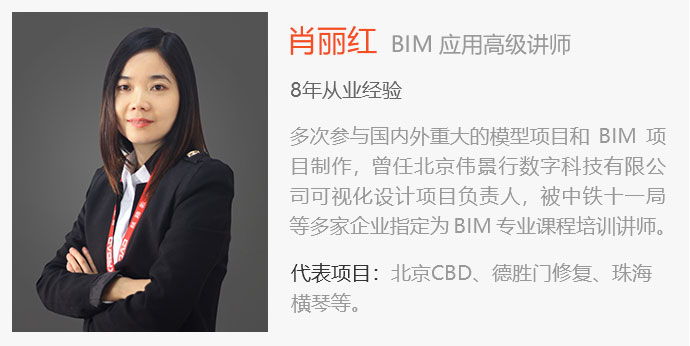 肖丽红 BIM 应用高级讲师
8年从业经验
多次参与国内外重大的模型项目和 BIM 项
目制作，曾任北京伟景行数字科技有限公
司可视化设计项目负责人，被中铁十一局
等多家企业指定为 BIM 专业课程培训讲师。
代表项目：北京CBD、德胜门修复、珠海
横琴等。